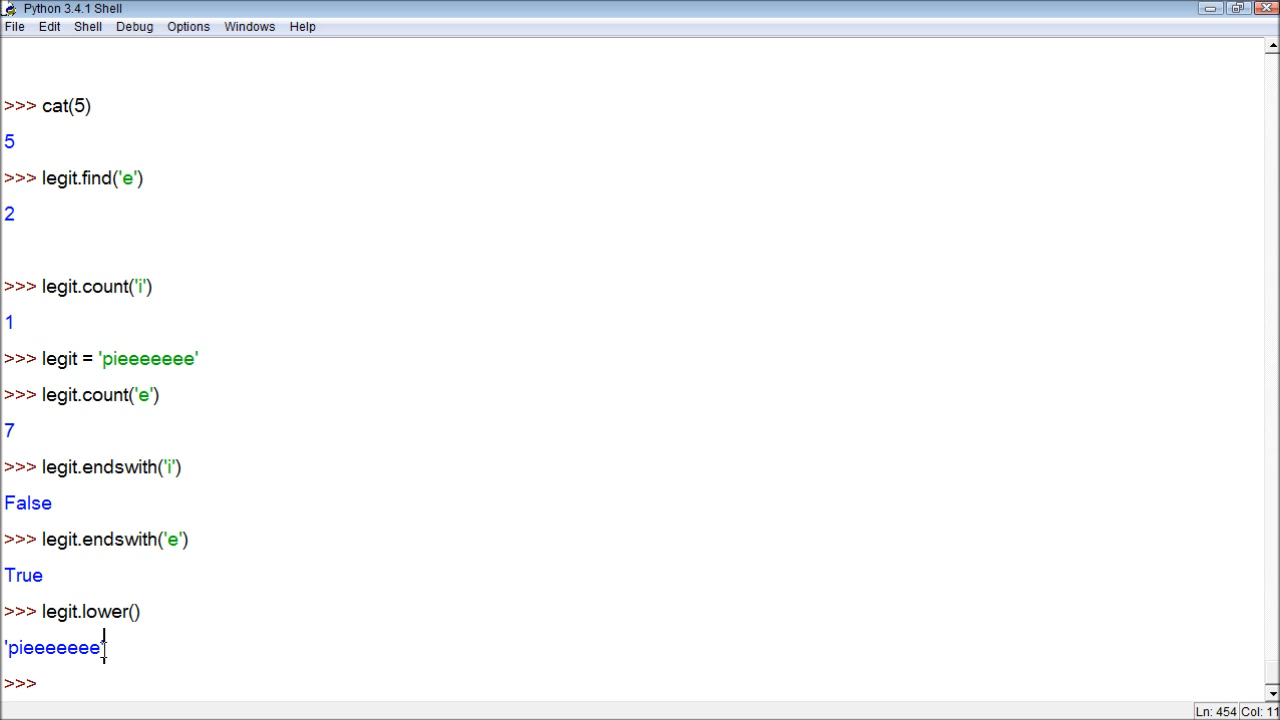 Python 3.4.1 Shell
File Edit Shell Debug Options Windows Help
>>> cat(5)
5
>>> legit.find('e')
2
>>> legit.count('i')
1
>>> legit = 'pieeeeeee'
>>> legit.count('e')
7
>>> legit.endswith('i')
False
>>> legit.endswith('e')
True
>>> legit.lower()
'pieeeeeee'
>>>
Ln: 454 Col: 11